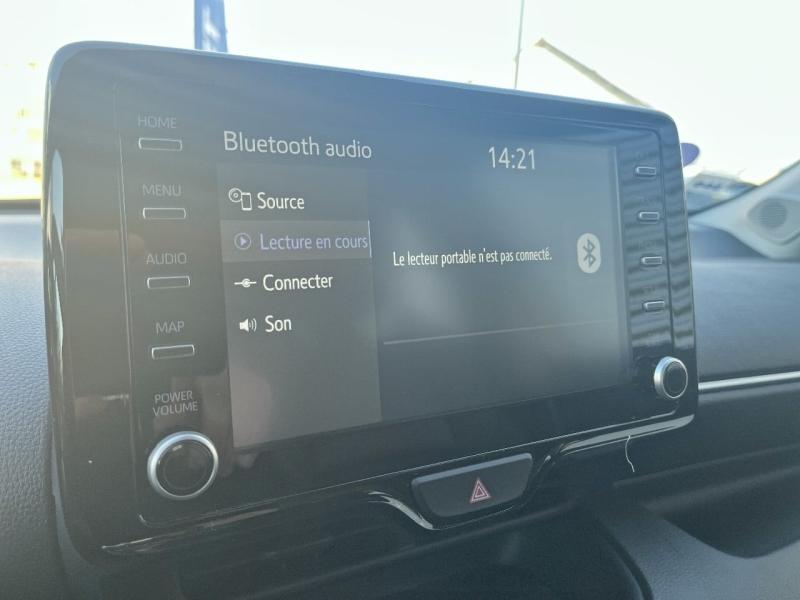 HOME
MENU
AUDIO
MAP
POWER
VOLUME
Bluetooth audio
14:21
Source
Lecture en cours
Connecter
Son
Le lecteur portable n'est pas connecté.